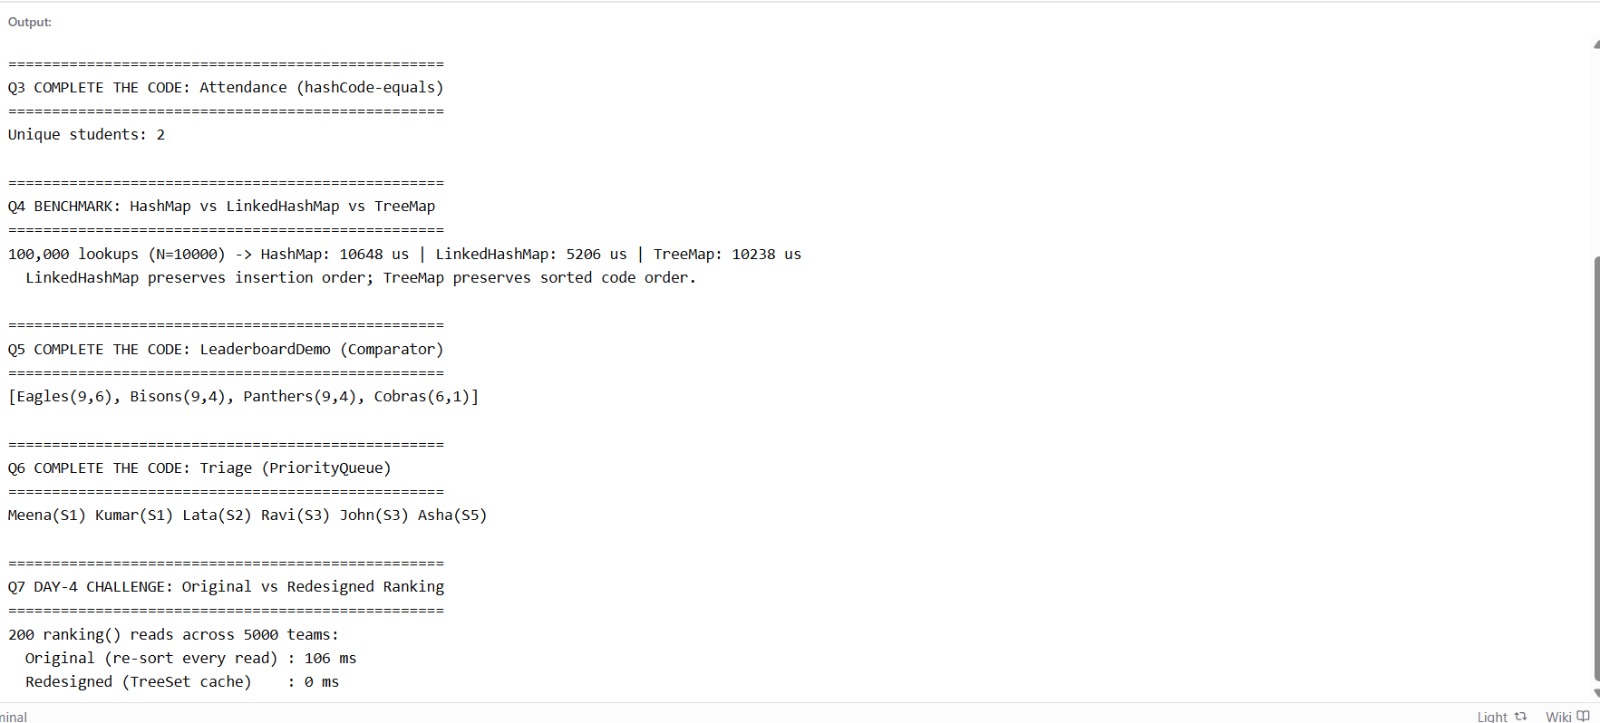 Output:
==================================================
Q3 COMPLETE THE CODE: Attendance (hashCode-equals)
==================================================
Unique students: 2
==================================================
Q4 BENCHMARK: HashMap vs LinkedHashMap vs TreeMap
==================================================
100,000 lookups (N=10000) -> HashMap: 10648 us | LinkedHashMap: 5206 us | TreeMap: 10238 us
  LinkedHashMap preserves insertion order; TreeMap preserves sorted code order.
==================================================
Q5 COMPLETE THE CODE: LeaderboardDemo (Comparator)
==================================================
[Eagles(9,6), Bisons(9,4), Panthers(9,4), Cobras(6,1)]
==================================================
Q6 COMPLETE THE CODE: Triage (PriorityQueue)
==================================================
Meena(S1) Kumar(S1) Lata(S2) Ravi(S3) John(S3) Asha(S5)
==================================================
Q7 DAY-4 CHALLENGE: Original vs Redesigned Ranking
==================================================
200 ranking() reads across 5000 teams:
  Original (re-sort every read) : 106 ms
  Redesigned (TreeSet cache)    : 0 ms
minal Light Wiki